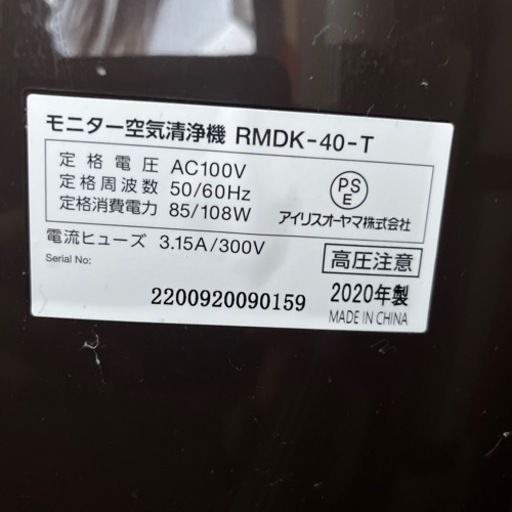 モニター空気清浄機 RMDK-40-T
定格電圧 AC100V
定格周波数 50/60Hz
定格消費電力 85/108W
PSE
アイリスオーヤマ株式会社
電流ヒューズ 3.15A/300V
高圧注意
Serial No:
2200920090159
2020年製
MADE IN CHINA